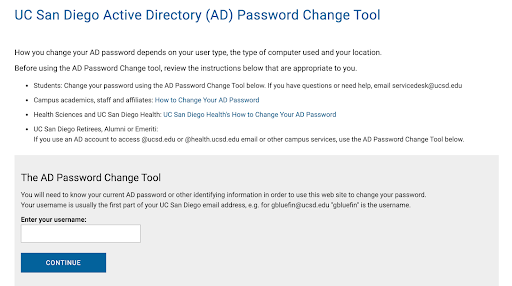 UC San Diego Active Directory (AD) Password Change Tool
How you change your AD password depends on your user type, the type of computer used and your location.
Before using the AD Password Change tool, review the instructions below that are appropriate to you.
• Students: Change your password using the AD Password Change Tool below. If you have questions or need help, email servicedesk@ucsd.edu
• Campus academics, staff and affiliates: How to Change Your AD Password
• Health Sciences and UC San Diego Health: UC San Diego Health's How to Change Your AD Password
• UC San Diego Retirees, Alumni or Emeriti:
If you use an AD account to access @ucsd.edu or @health.ucsd.edu email or other campus services, use the AD Password Change Tool below.
The AD Password Change Tool
You will need to know your current AD password or other identifying information in order to use this web site to change your password.
Your username is usually the first part of your UC San Diego email address, e.g. for gbluefin@ucsd.edu "gbluefin" is the username.
Enter your username:
CONTINUE